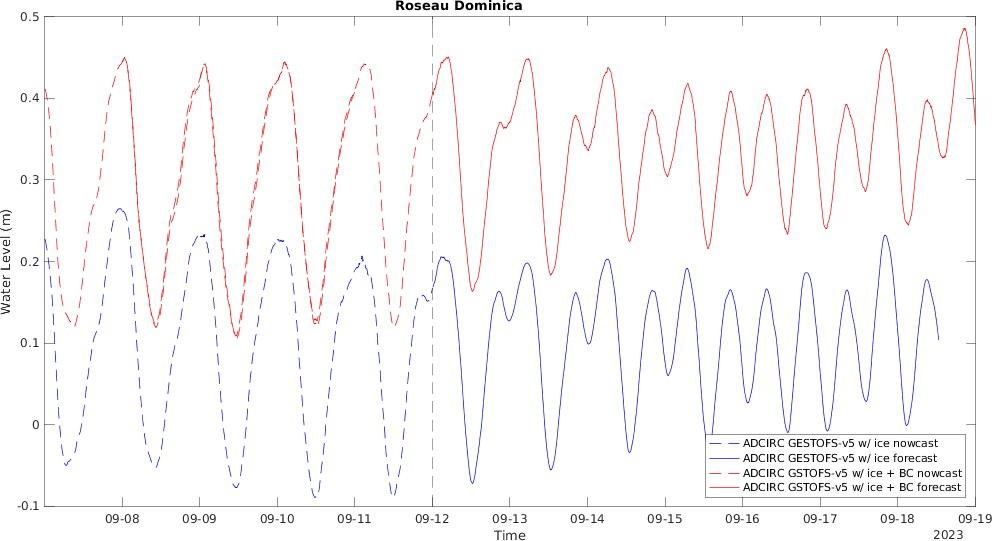 Roseau Dominica
0.5
0.4
0.3
0.2
0.1
0
-0.1
Water Level (m)
ADCIRC GESTOFS-v5 w/ ice nowcast
ADCIRC GESTOFS-v5 w/ ice forecast
ADCIRC GSTOFS-v5 w/ ice + BC nowcast
ADCIRC GSTOFS-v5 w/ ice + BC forecast
09-08 09-09 09-10 09-11 09-12 09-13 09-14 09-15 09-16 09-17 09-18 09-19
Time
2023